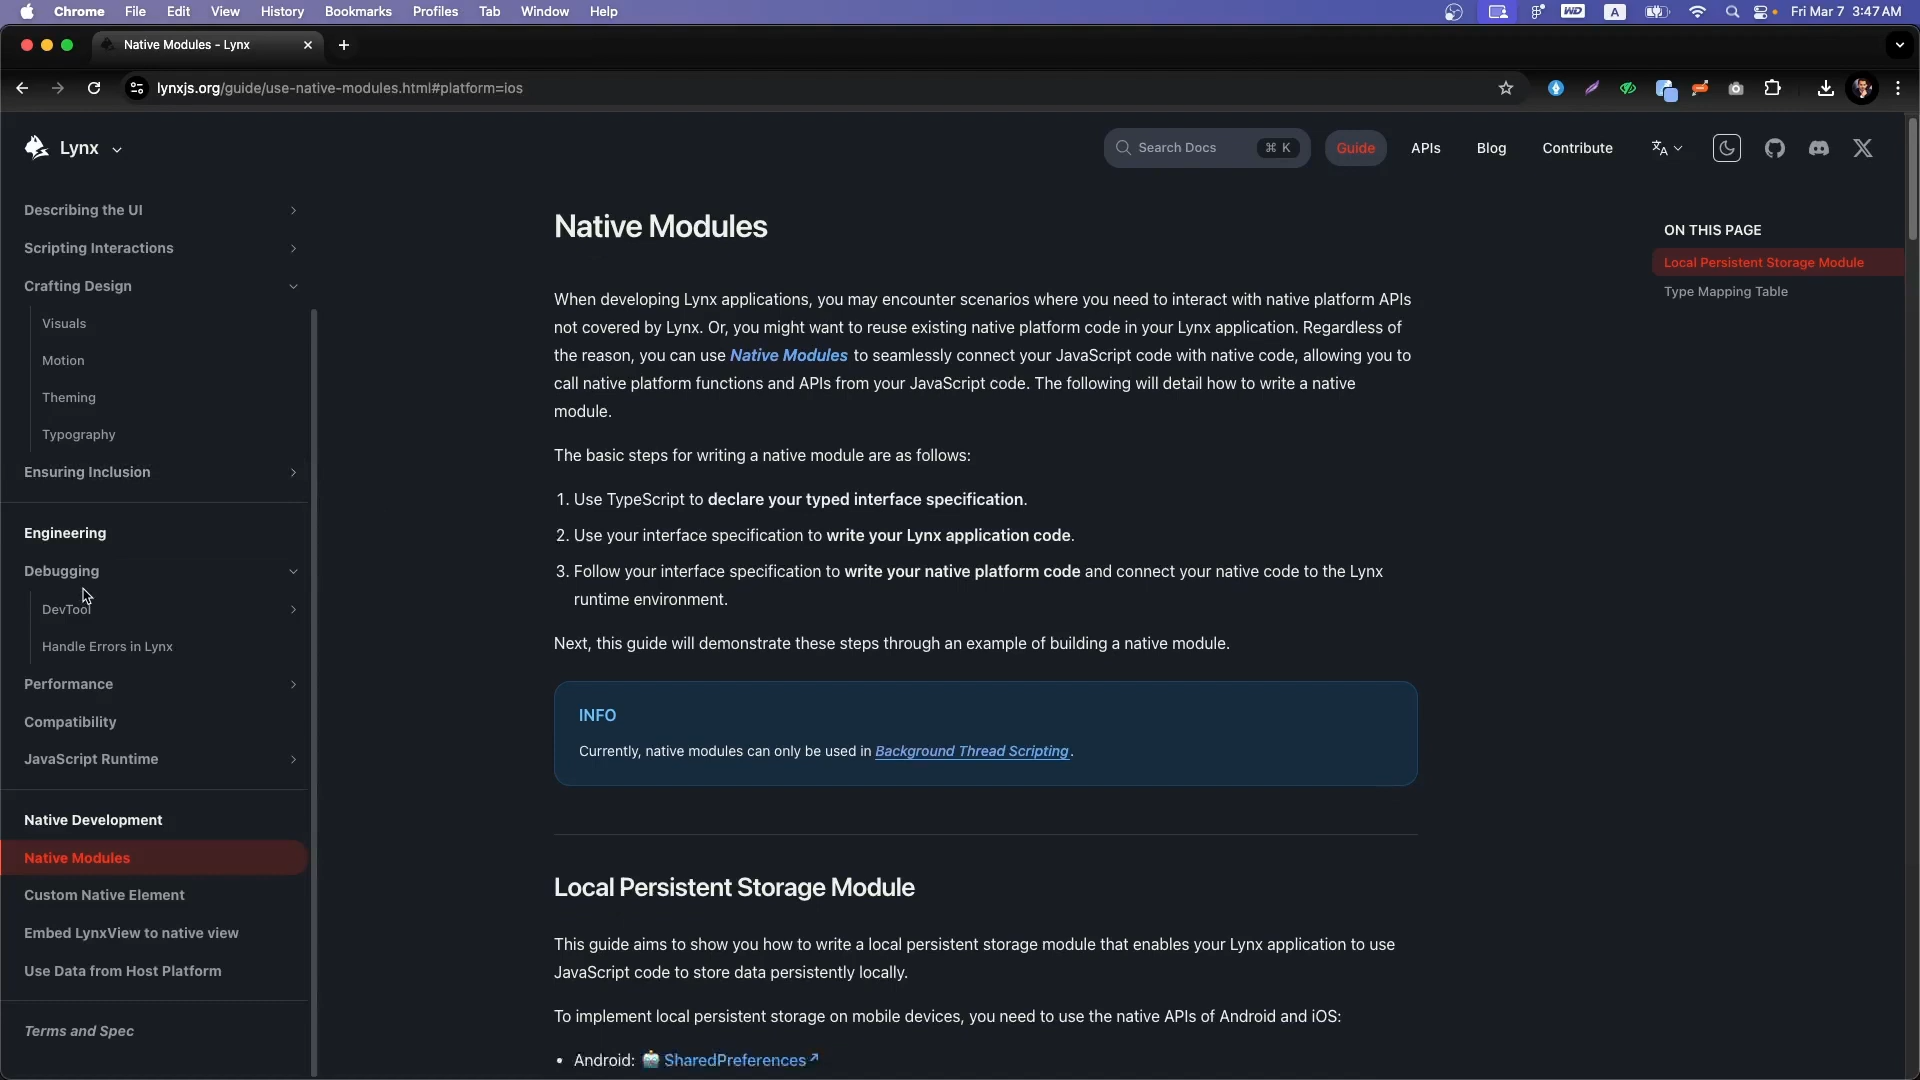 Chrome File Edit View History Bookmarks Profiles Tab Window Help
WD A Fri Mar 7 3:47 AM
Native Modules - Lynx
lynxjs.org/guide/use-native-modules.html#platform=ios
Lynx
Search Docs ⌘ K Guide APIs Blog Contribute
Describing the UI
Scripting Interactions
Crafting Design
Visuals
Motion
Theming
Typography
Ensuring Inclusion
Engineering
Debugging
DevTool
Handle Errors in Lynx
Performance
Compatibility
JavaScript Runtime
Native Development
Native Modules
Custom Native Element
Embed LynxView to native view
Use Data from Host Platform
Terms and Spec
Native Modules
When developing Lynx applications, you may encounter scenarios where you need to interact with native platform APIs
not covered by Lynx. Or, you might want to reuse existing native platform code in your Lynx application. Regardless of
the reason, you can use Native Modules to seamlessly connect your JavaScript code with native code, allowing you to
call native platform functions and APIs from your JavaScript code. The following will detail how to write a native
module.
The basic steps for writing a native module are as follows:
1. Use TypeScript to declare your typed interface specification.
2. Use your interface specification to write your Lynx application code.
3. Follow your interface specification to write your native platform code and connect your native code to the Lynx
runtime environment.
Next, this guide will demonstrate these steps through an example of building a native module.
INFO
Currently, native modules can only be used in Background Thread Scripting.
Local Persistent Storage Module
This guide aims to show you how to write a local persistent storage module that enables your Lynx application to use
JavaScript code to store data persistently locally.
To implement local persistent storage on mobile devices, you need to use the native APIs of Android and iOS:
• Android: 🤖 SharedPreferences↗
ON THIS PAGE
Local Persistent Storage Module
Type Mapping Table